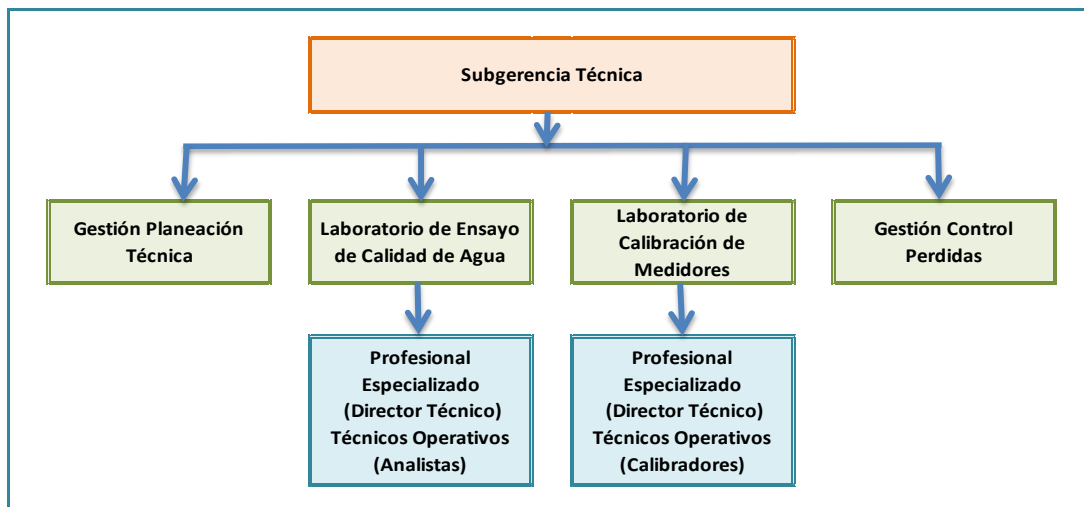 Subgerencia Técnica
Gestión Planeación
Técnica
Laboratorio de Ensayo
de Calidad de Agua
Laboratorio de
Calibración de
Medidores
Gestión Control
Perdidas
Profesional
Especializado
(Director Técnico)
Técnicos Operativos
(Analistas)
Profesional
Especializado
(Director Técnico)
Técnicos Operativos
(Calibradores)